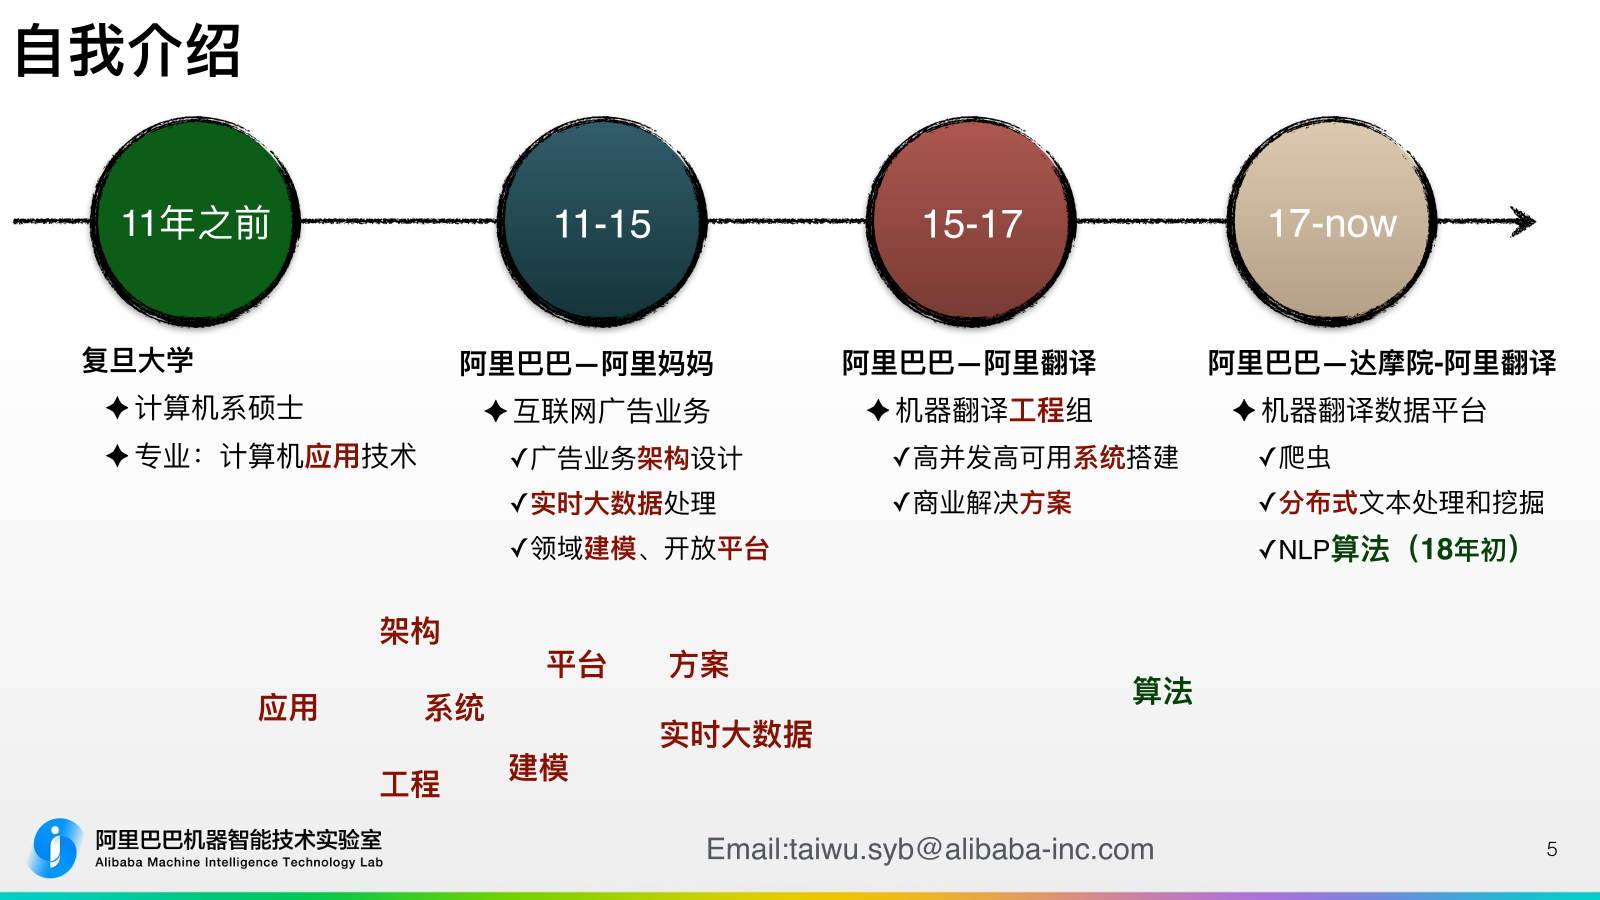 自我介绍
11年之前
11-15
15-17
17-now
复旦大学
✦ 计算机系硕士
✦ 专业：计算机应用技术
阿里巴巴—阿里妈妈
✦ 互联网广告业务
✓广告业务架构设计
✓实时大数据处理
✓领域建模、开放平台
阿里巴巴—阿里翻译
✦ 机器翻译工程组
✓高并发高可用系统搭建
✓商业解决方案
阿里巴巴—达摩院-阿里翻译
✦ 机器翻译数据平台
✓爬虫
✓分布式文本处理和挖掘
✓NLP算法（18年初）
架构
平台
方案
应用
系统
实时大数据
建模
工程
算法
阿里巴巴机器智能技术实验室
Alibaba Machine Intelligence Technology Lab
Email:taiwu.syb@alibaba-inc.com
5